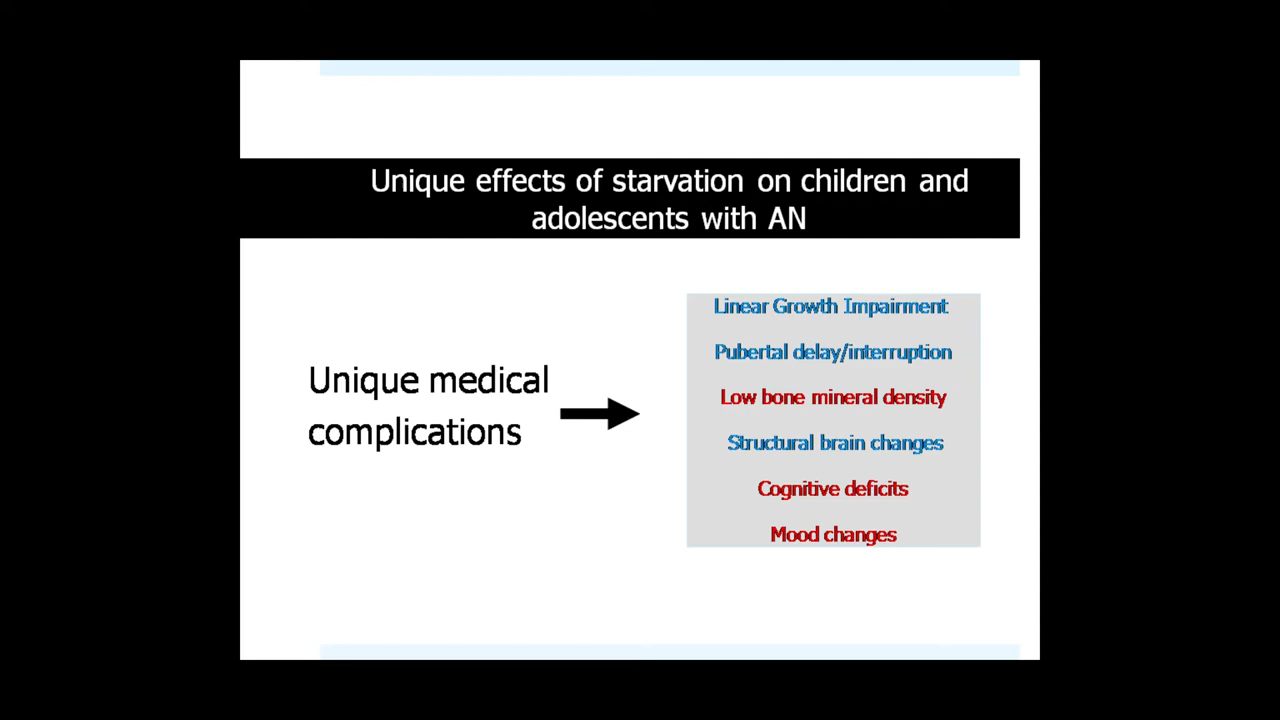 Unique effects of starvation on children and
adolescents with AN
Unique medical
complications
Linear Growth Impairment
Pubertal delay/interruption
Low bone mineral density
Structural brain changes
Cognitive deficits
Mood changes